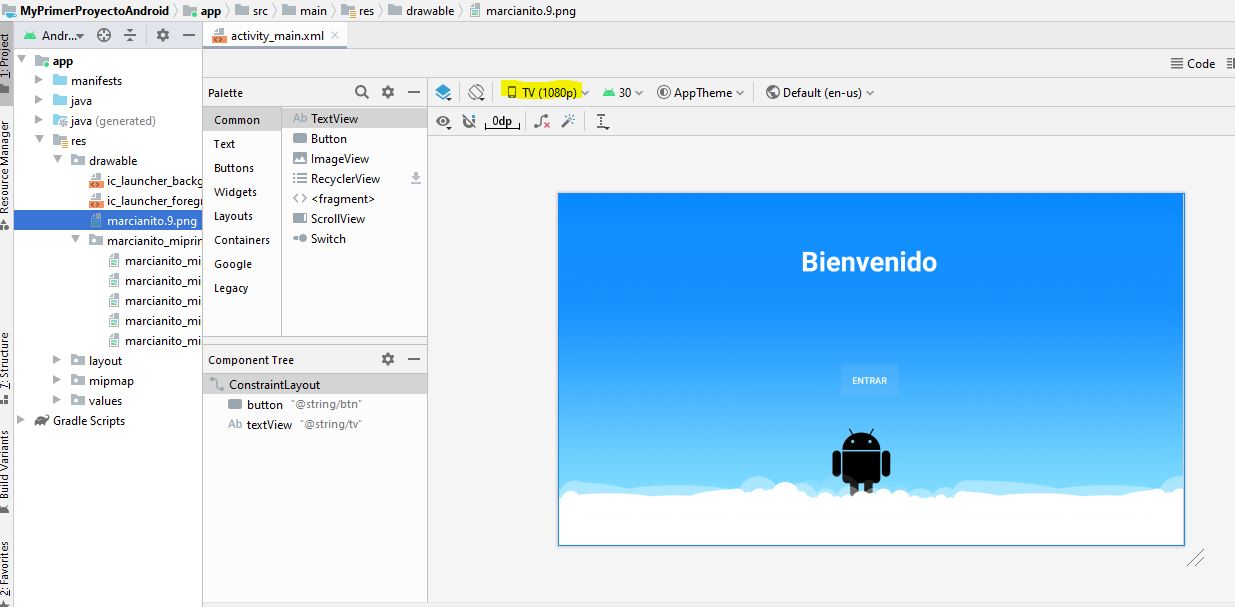 MyPrimerProyectoAndroid app src main res drawable marcianito.9.png
Andr... activity_main.xml
1: Project
Resource Manager
7: Structure
Build Variants
2: Favorites
app
manifests
java
java (generated)
res
drawable
ic_launcher_backg
ic_launcher_foregr
marcianito.9.png
marcianito_miprin
marcianito_mi
marcianito_mi
marcianito_mi
marcianito_mi
marcianito_mi
layout
mipmap
values
Gradle Scripts
Code
Palette
Common
Text
Buttons
Widgets
Layouts
Containers
Google
Legacy
Ab TextView
Button
ImageView
RecyclerView
<fragment>
ScrollView
Switch
Component Tree
ConstraintLayout
button "@string/btn"
Ab textView "@string/tv"
TV (1080p) 30 AppTheme Default (en-us)
0dp
Bienvenido
ENTRAR